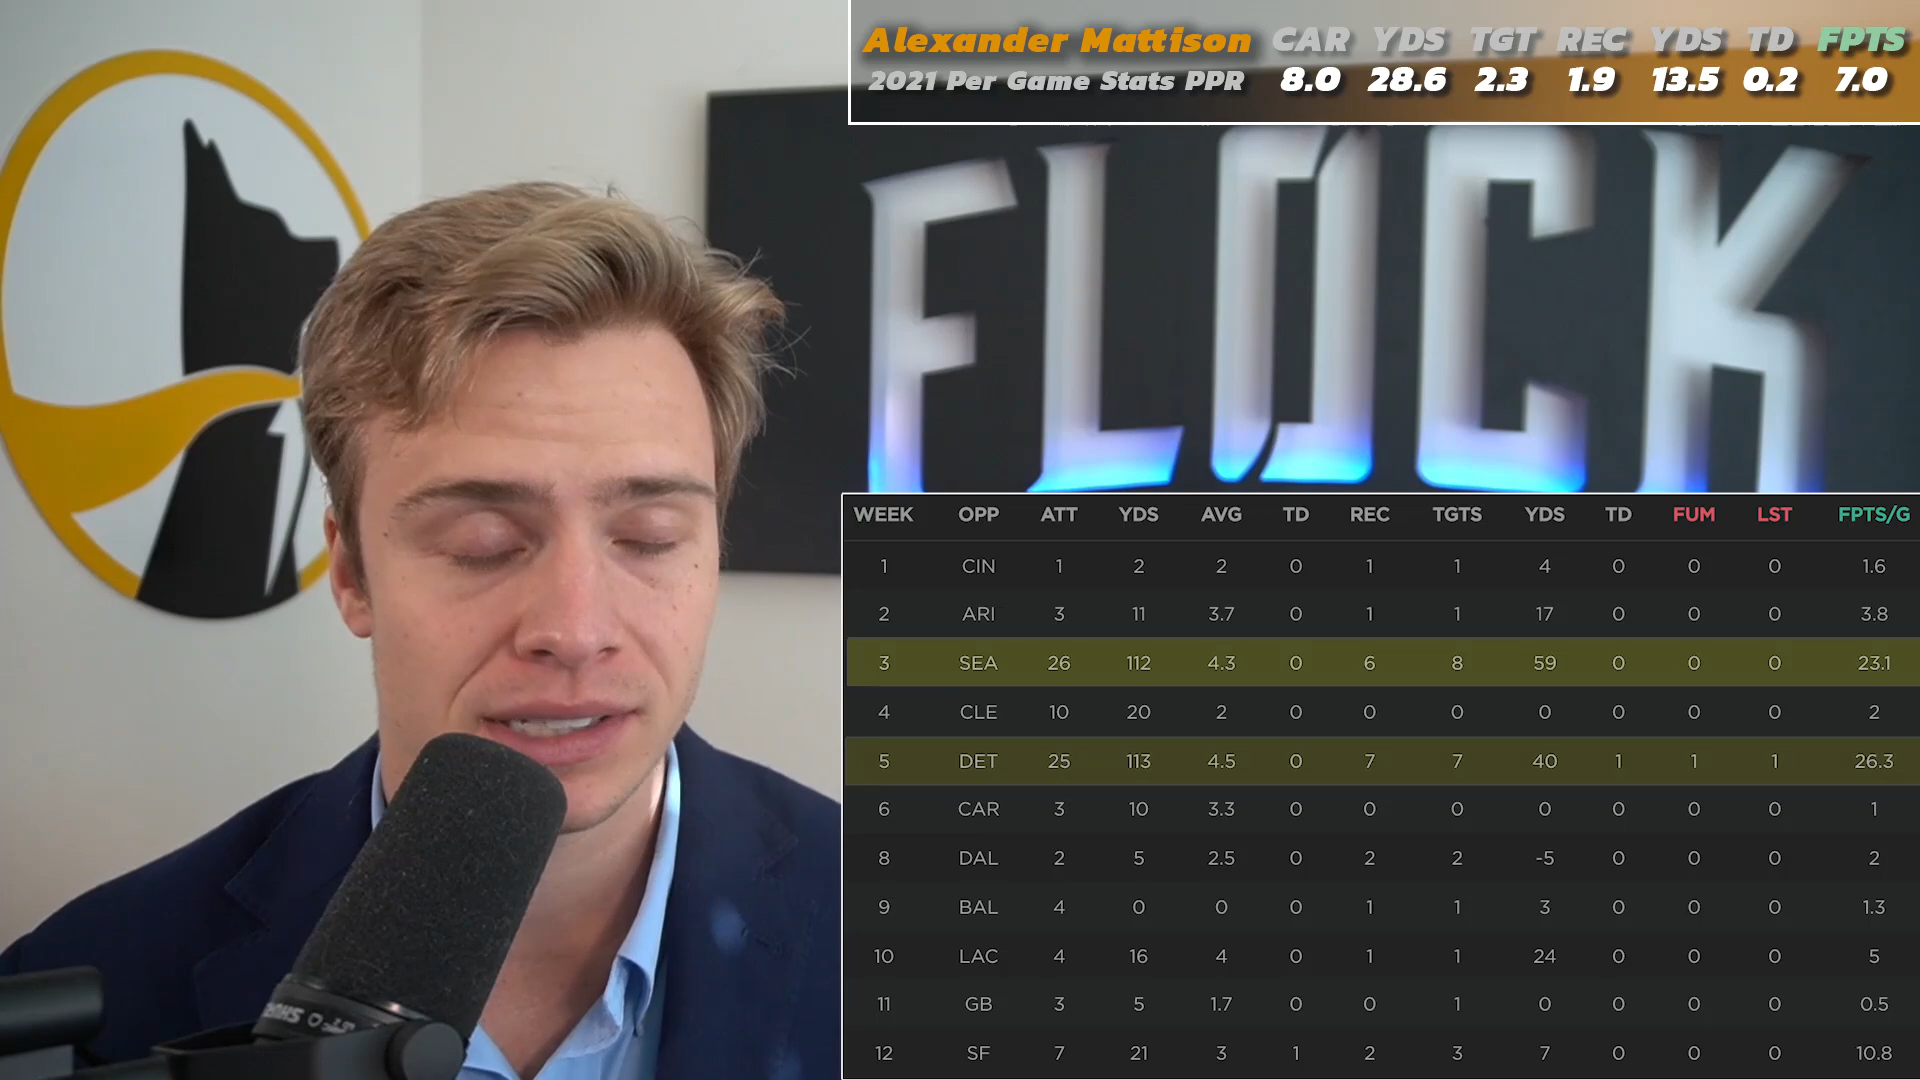 Alexander Mattison CAR YDS TGT REC YDS TD FPTS
2021 Per Game Stats PPR 8.0 28.6 2.3 1.9 13.5 0.2 7.0
FLOCK
WEEK OPP ATT YDS AVG TD REC TGTS YDS TD FUM LST FPTS/G
1 CIN 1 2 2 0 1 1 4 0 0 0 1.6
2 ARI 3 11 3.7 0 1 1 17 0 0 0 3.8
3 SEA 26 112 4.3 0 6 8 59 0 0 0 23.1
4 CLE 10 20 2 0 0 0 0 0 0 0 2
5 DET 25 113 4.5 0 7 7 40 1 1 1 26.3
6 CAR 3 10 3.3 0 0 0 0 0 0 0 1
8 DAL 2 5 2.5 0 2 2 -5 0 0 0 2
9 BAL 4 0 0 0 1 1 3 0 0 0 1.3
10 LAC 4 16 4 0 1 1 24 0 0 0 5
11 GB 3 5 1.7 0 0 1 0 0 0 0 0.5
12 SF 7 21 3 1 2 3 7 0 0 0 10.8